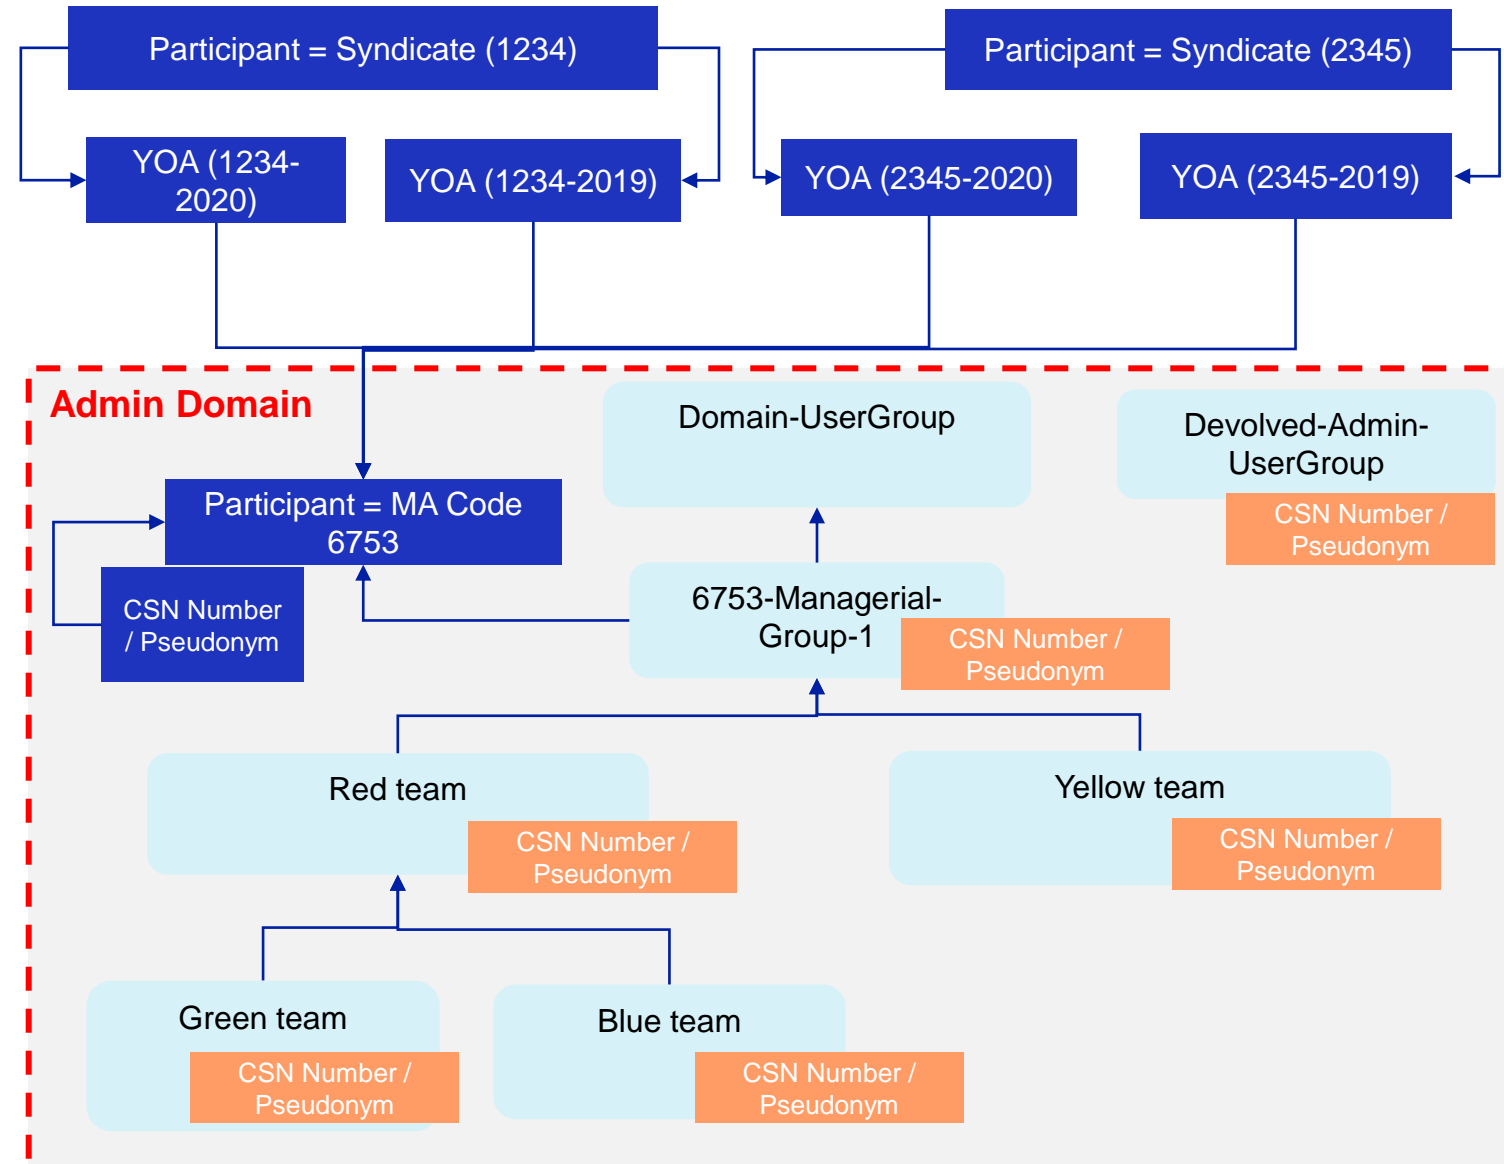 Participant = Syndicate (1234)
Participant = Syndicate (2345)
YOA (1234-
2020)
YOA (1234-2019)
YOA (2345-2020)
YOA (2345-2019)
Admin Domain
Domain-UserGroup
Devolved-Admin-
UserGroup
CSN Number /
Pseudonym
Participant = MA Code
6753
CSN Number
/ Pseudonym
6753-Managerial-
Group-1
CSN Number /
Pseudonym
Red team
CSN Number /
Pseudonym
Yellow team
CSN Number /
Pseudonym
Green team
CSN Number /
Pseudonym
Blue team
CSN Number /
Pseudonym